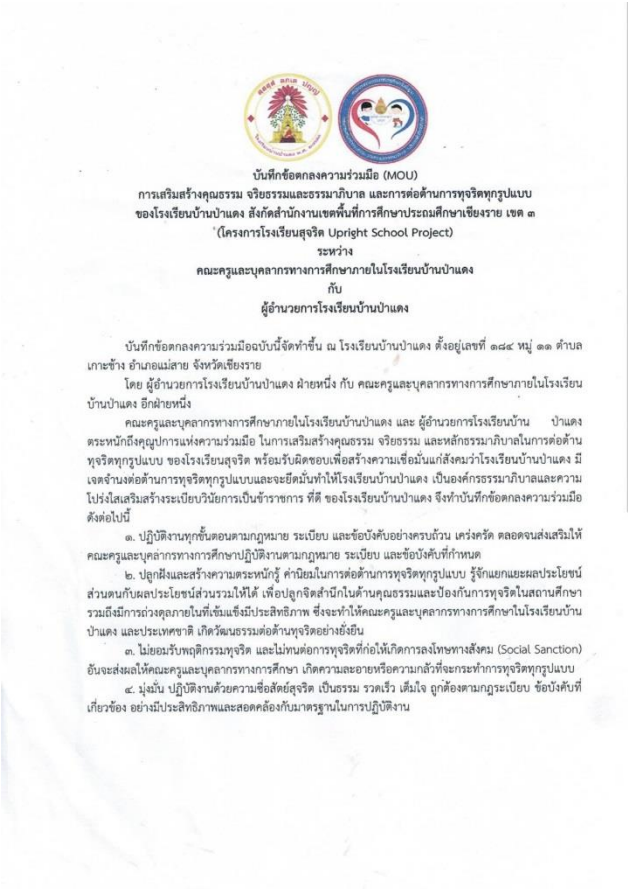 บันทึกข้อตกลงความร่วมมือ (MOU)
การเสริมสร้างคุณธรรม จริยธรรมและธรรมาภิบาล และการต่อต้านการทุจริตทุกรูปแบบ
ของโรงเรียนบ้านป่าแดง สังกัดสำนักงานเขตพื้นที่การศึกษาประถมศึกษาเชียงราย เขต ๓
(โครงการโรงเรียนสุจริต Upright School Project)
ระหว่าง
คณะครูและบุคลากรทางการศึกษาภายในโรงเรียนบ้านป่าแดง
กับ
ผู้อำนวยการโรงเรียนบ้านป่าแดง
บันทึกข้อตกลงความร่วมมือฉบับนี้จัดทำขึ้น ณ โรงเรียนบ้านป่าแดง ตั้งอยู่เลขที่ ๑๘๔ หมู่ ๑๑ ตำบล
เกาะช้าง อำเภอแม่สาย จังหวัดเชียงราย
โดย ผู้อำนวยการโรงเรียนบ้านป่าแดง ฝ่ายหนึ่ง กับ คณะครูและบุคลากรทางการศึกษาภายในโรงเรียน
บ้านป่าแดง อีกฝ่ายหนึ่ง
คณะครูและบุคลากรทางการศึกษาภายในโรงเรียนบ้านป่าแดง และ ผู้อำนวยการโรงเรียนบ้าน ป่าแดง
ตระหนักถึงคุณูปการแห่งความร่วมมือ ในการเสริมสร้างคุณธรรม จริยธรรม และหลักธรรมาภิบาลในการต่อต้าน
ทุจริตทุกรูปแบบ ของโรงเรียนสุจริต พร้อมรับผิดชอบเพื่อสร้างความเชื่อมั่นแก่สังคมว่าโรงเรียนบ้านป่าแดง มี
เจตจำนงต่อต้านการทุจริตทุกรูปแบบและจะยึดมั่นทำให้โรงเรียนบ้านป่าแดง เป็นองค์กรธรรมาภิบาลและความ
โปร่งใสเสริมสร้างระเบียบวินัยการเป็นข้าราชการ ที่ดี ของโรงเรียนบ้านป่าแดง จึงทำบันทึกข้อตกลงความร่วมมือ
ดังต่อไปนี้
๑. ปฏิบัติงานทุกขั้นตอนตามกฎหมาย ระเบียบ และข้อบังคับอย่างครบถ้วน เคร่งครัด ตลอดจนส่งเสริมให้
คณะครูและบุคลากรทางการศึกษาปฏิบัติงานตามกฎหมาย ระเบียบ และข้อบังคับที่กำหนด
๒. ปลูกฝังและสร้างความตระหนักรู้ ค่านิยมในการต่อต้านการทุจริตทุกรูปแบบ รู้จักแยกแยะผลประโยชน์
ส่วนตนกับผลประโยชน์ส่วนรวมให้ได้ เพื่อปลูกจิตสำนึกในด้านคุณธรรมและป้องกันการทุจริตในสถานศึกษา
รวมถึงมีการถ่วงดุลภายในที่เข้มแข็งมีประสิทธิภาพ ซึ่งจะทำให้คณะครูและบุคลากรทางการศึกษาในโรงเรียนบ้าน
ป่าแดง และประเทศชาติ เกิดวัฒนธรรมต่อต้านทุจริตอย่างยั่งยืน
๓. ไม่ยอมรับพฤติกรรมทุจริต และไม่ทนต่อการทุจริตที่ก่อให้เกิดการลงโทษทางสังคม (Social Sanction)
อันจะส่งผลให้คณะครูและบุคลากรทางการศึกษา เกิดความละอายหรือความกลัวที่จะกระทำการทุจริตทุกรูปแบบ
๔. มุ่งมั่น ปฏิบัติงานด้วยความซื่อสัตย์สุจริต เป็นธรรม รวดเร็ว เต็มใจ ถูกต้องตามกฎระเบียบ ข้อบังคับที่
เกี่ยวข้อง อย่างมีประสิทธิภาพและสอดคล้องกับมาตรฐานในการปฏิบัติงาน